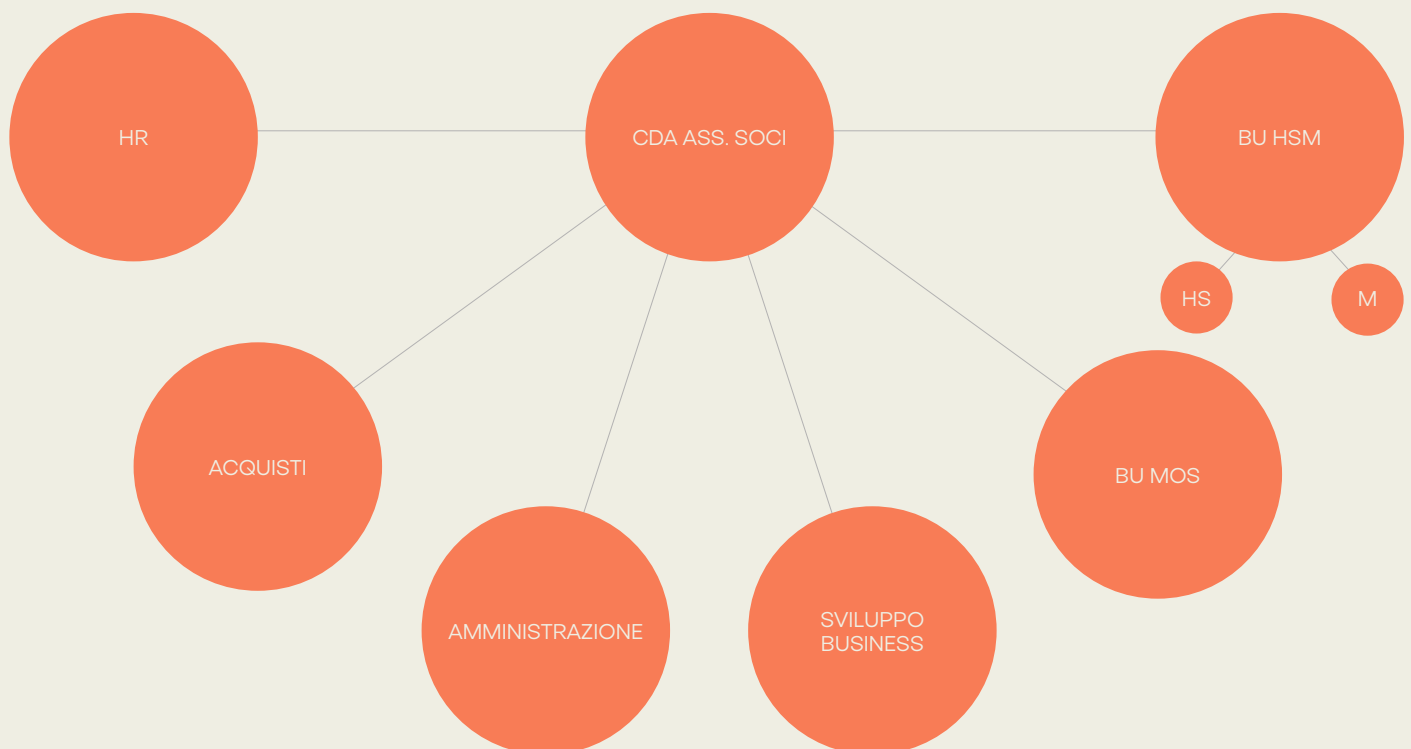 HR
CDA ASS. SOCI
BU HSM
HS
M
ACQUISTI
BU MOS
AMMINISTRAZIONE
SVILUPPO
BUSINESS